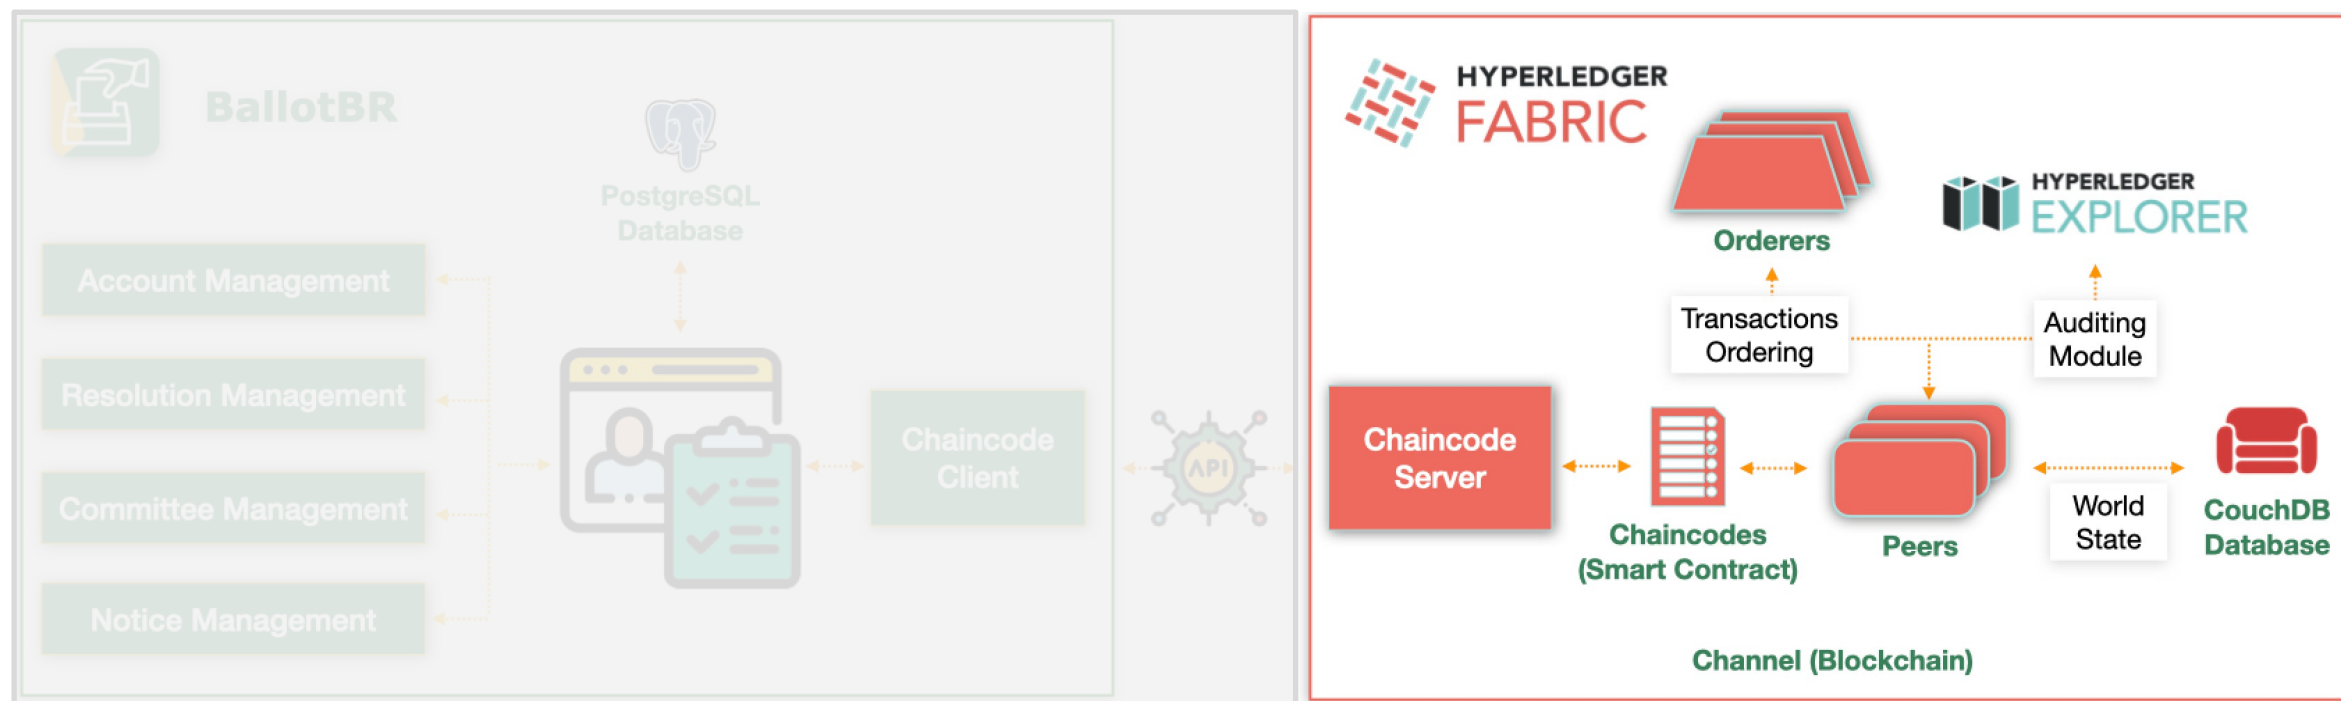 BallotBR
PostgreSQL
Database
Account Management
Resolution Management
Committee Management
Notice Management
Chaincode
Client
API
HYPERLEDGER
FABRIC
Orderers
HYPERLEDGER
EXPLORER
Transactions
Ordering
Auditing
Module
Chaincode
Server
Chaincodes
(Smart Contract)
Peers
World
State
CouchDB
Database
Channel (Blockchain)